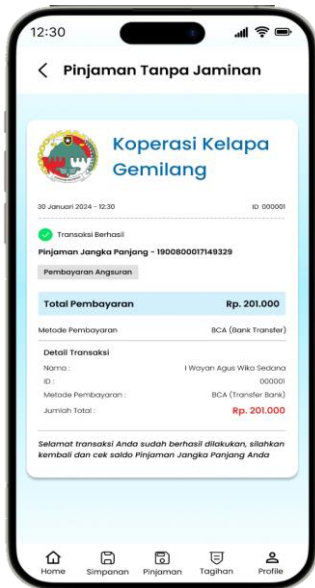 12:30
Pinjaman Tanpa Jaminan
Koperasi Kelapa
Gemilang
30 Januari 2024 - 12:30 ID 000001
Transaksi Berhasil
Pinjaman Jangka Panjang - 1900800017149329
Pembayaran Angsuran
Total Pembayaran Rp. 201.000
Metode Pembayaran BCA (Bank Transfer)
Detail Transaksi
Nama : I Wayan Agus Wika Sedana
ID : 000001
Metode Pembayaran : BCA (Transfer Bank)
Jumlah Total : Rp. 201.000
Selamat transaksi Anda sudah berhasil dilakukan, silahkan
kembali dan cek saldo Pinjaman Jangka Panjang Anda
Home Simpanan Pinjaman Tagihan Profile